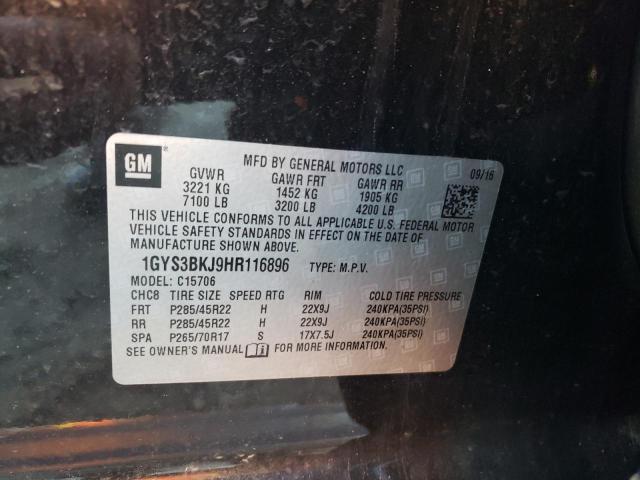 GM ®
MFD BY GENERAL MOTORS LLC 09/16
GVWR GAWR FRT GAWR RR
3221 KG 1452 KG 1905 KG
7100 LB 3200 LB 4200 LB
THIS VEHICLE CONFORMS TO ALL APPLICABLE U.S. FEDERAL MOTOR
VEHICLE SAFETY STANDARDS IN EFFECT ON THE DATE OF
MANUFACTURE SHOWN ABOVE.
1GYS3BKJ9HR116896 TYPE: M.P.V.
MODEL: C15706
CHC8 TIRE SIZE SPEED RTG RIM COLD TIRE PRESSURE
FRT P285/45R22 H 22X9J 240KPA(35PSI)
RR P285/45R22 H 22X9J 240KPA(35PSI)
SPA P265/70R17 S 17X7.5J 240KPA(35PSI)
SEE OWNER'S MANUAL FOR MORE INFORMATION.